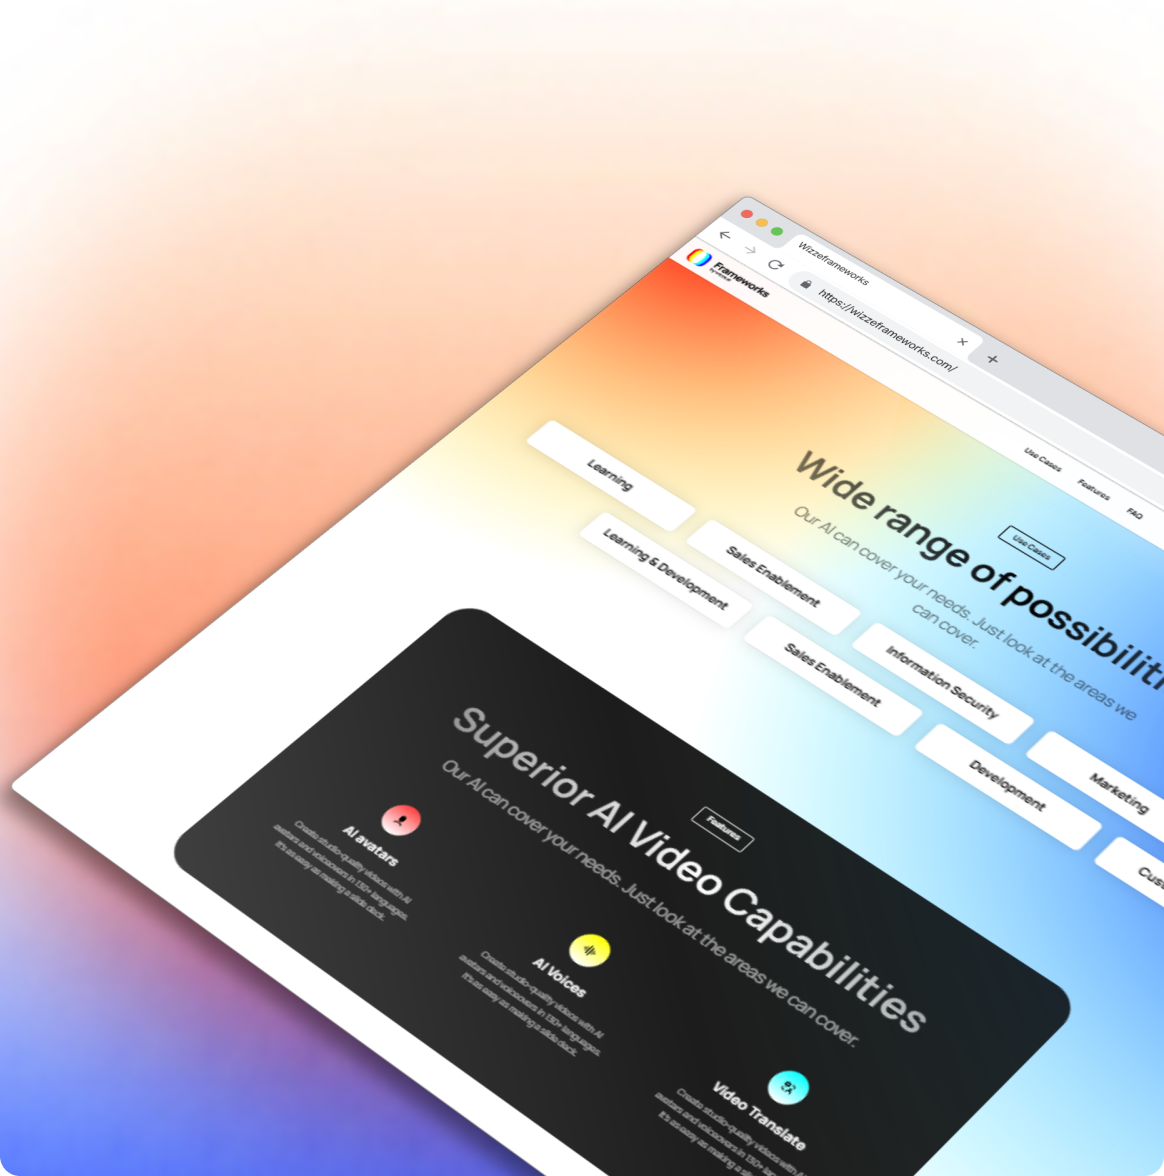 Wizzeframeworks
https://wizzeframeworks.com/
Frameworks
Use Cases
Features
FAQ
Use Cases
Wide range of possibiliti
Our AI can cover your needs. Just look at the areas we
can cover.
Learning
Sales Enablement
Information Security
Marketing
Learning & Development
Sales Enablement
Development
Cus
Features
Superior AI Video Capabilities
Our AI can cover your needs. Just look at the areas we can cover.
AI avatars
Create studio-quality videos with AI
avatars and voiceovers in 130+ languages.
It's as easy as making a slide deck.
AI Voices
Create studio-quality videos with AI
avatars and voiceovers in 130+ languages.
It's as easy as making a slide deck.
Video Translate
Create studio-quality videos with AI
avatars and voiceovers in 130+
It's as easy as making a slide